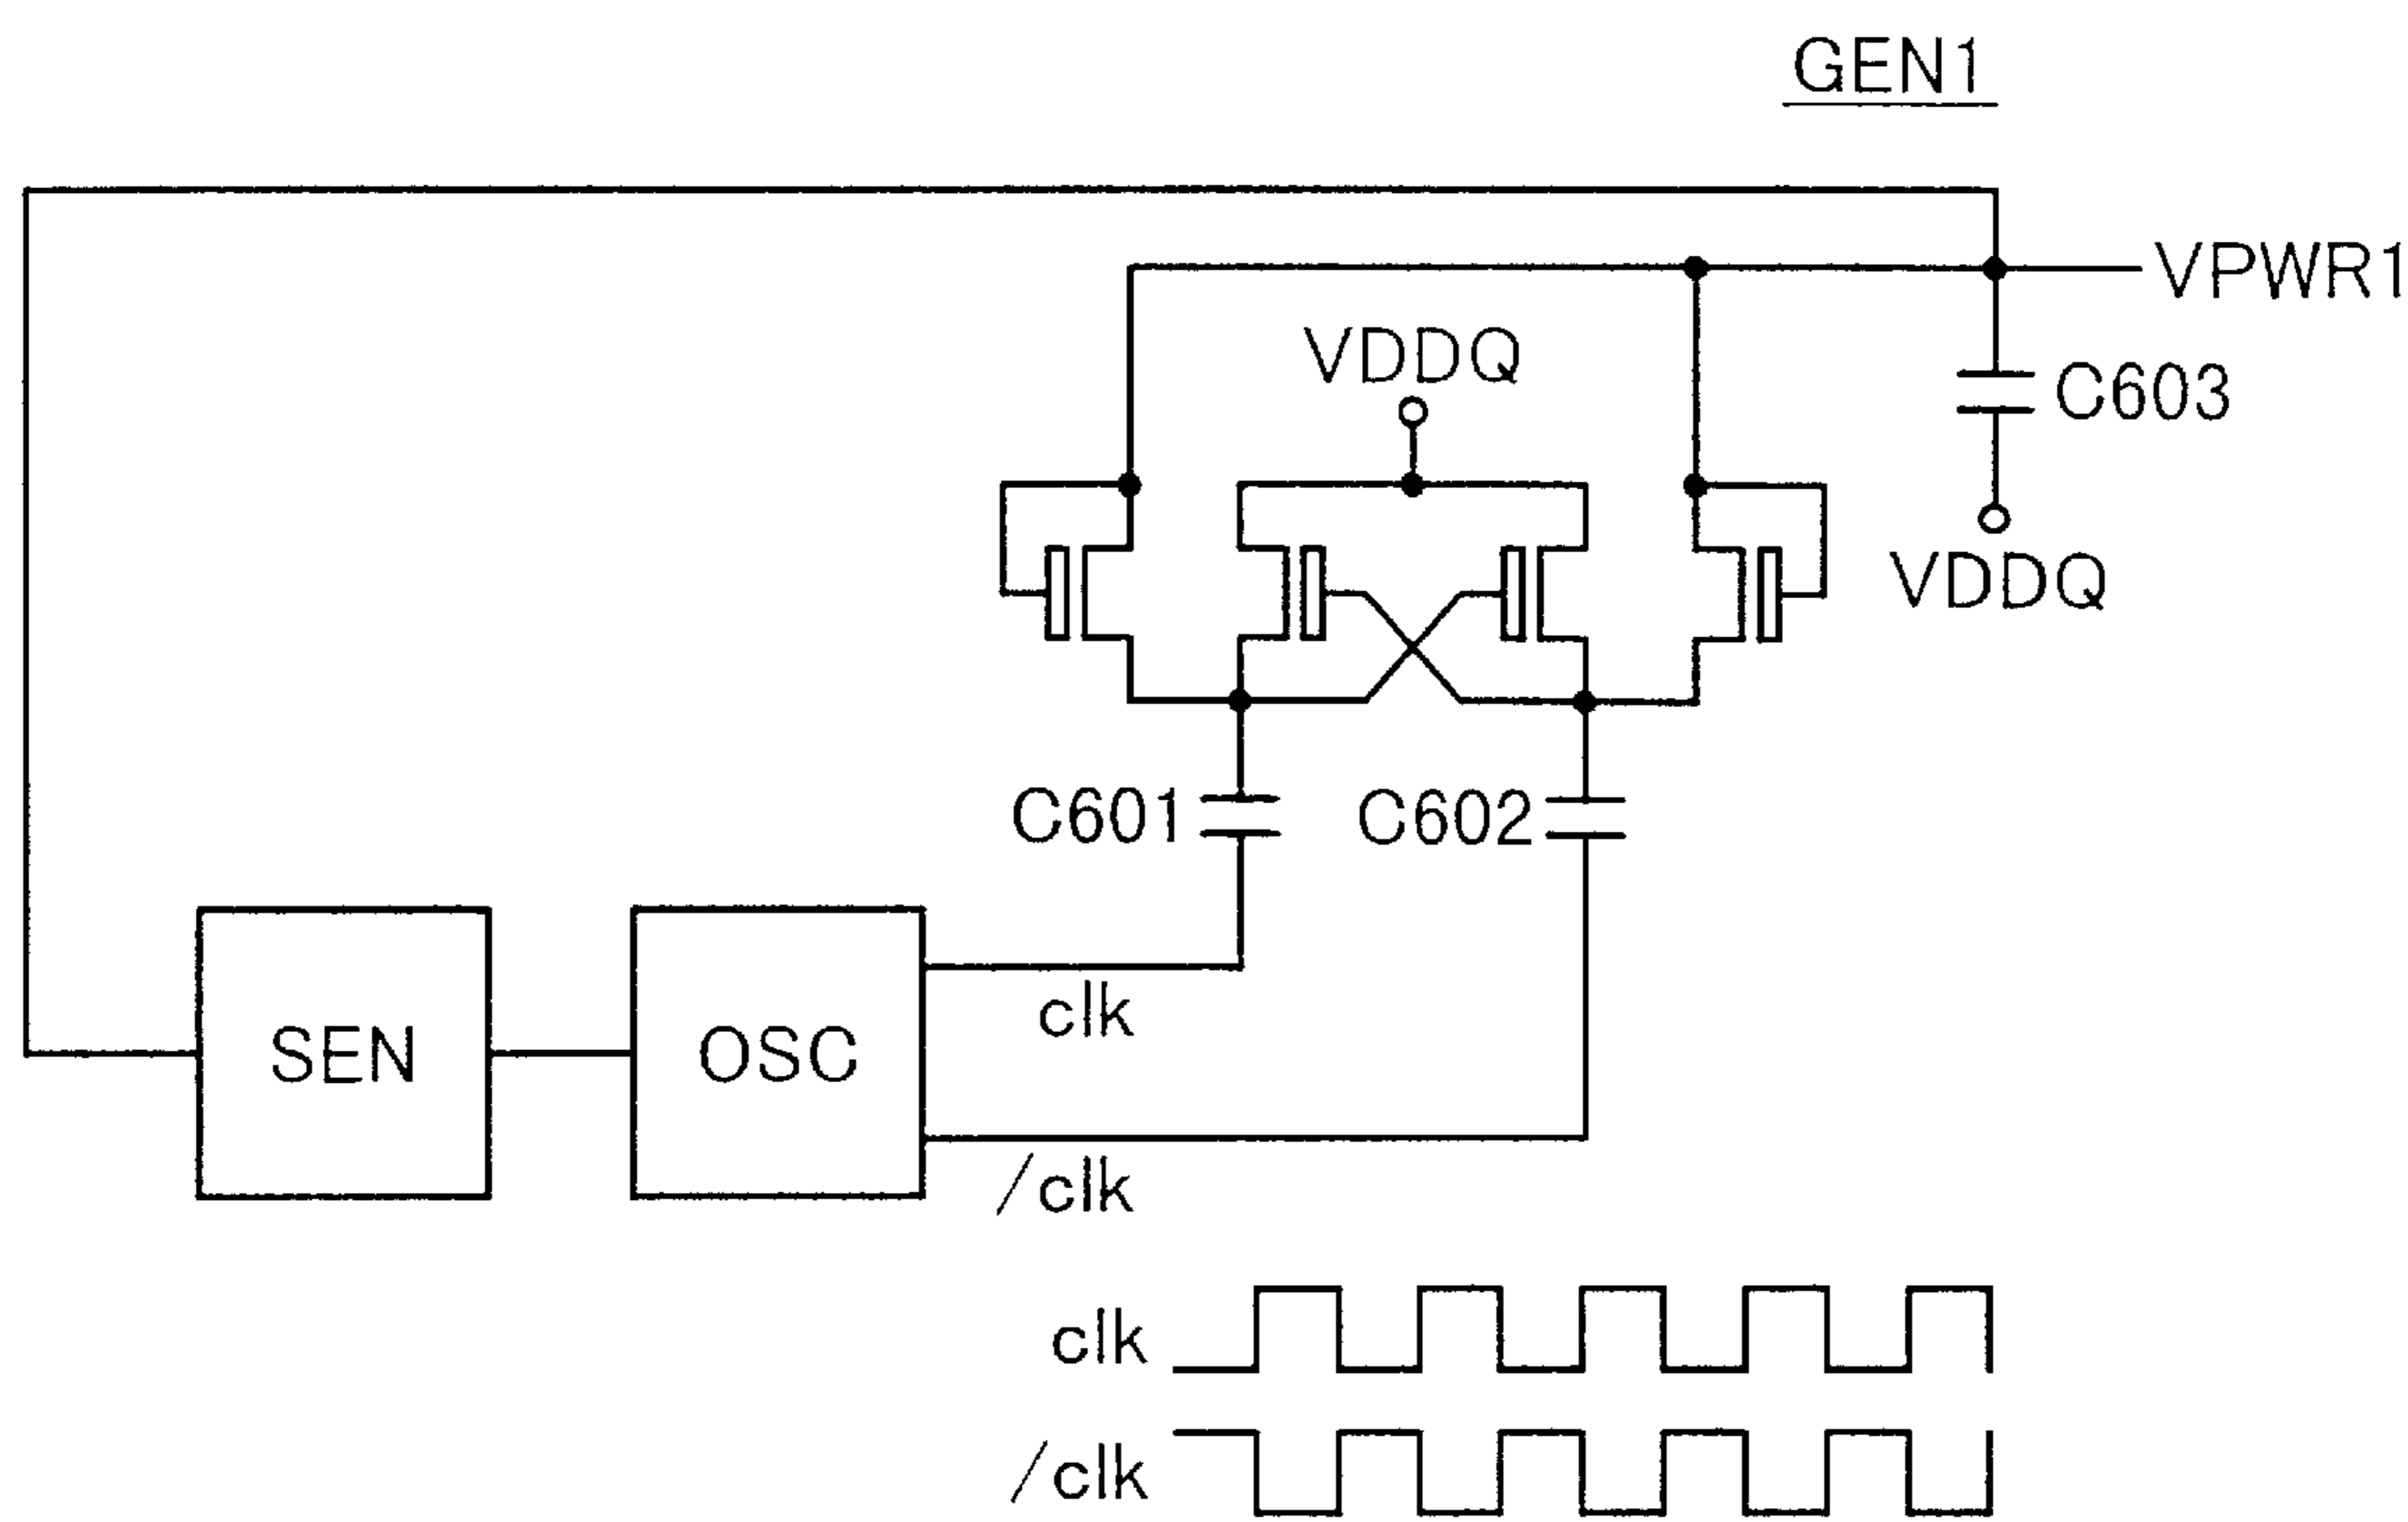 GEN1
VPWR1
VDDQ
C603
VDDQ
C601
C602
SEN
OSC
clk
/clk
clk
/clk